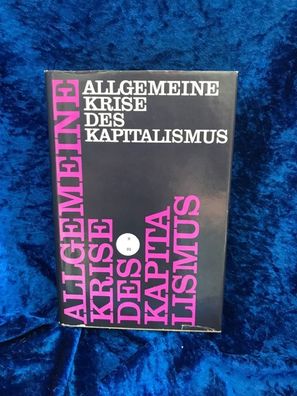 ALLGEMEINE
KRISE
DES
KAPITALISMUS
ALLGEMEINE
KRISE
DES
KAPITA
LISMUS